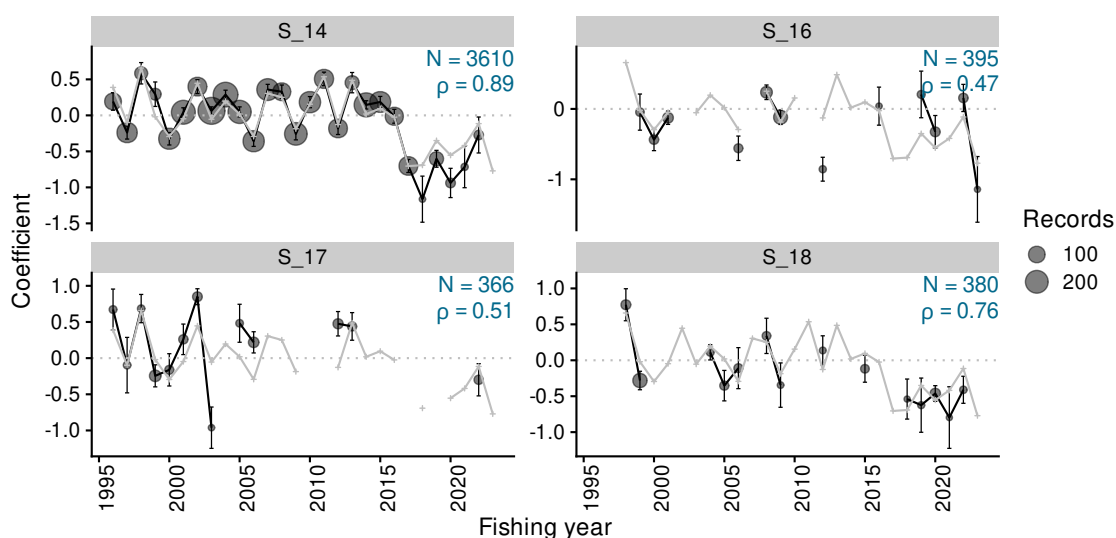 S_14
S_16
N = 3610
ρ = 0.89
N = 395
ρ = 0.47
0.5
0.0
-0.5
-1.0
-1.5
0
-1
S_17
S_18
N = 366
ρ = 0.51
N = 380
ρ = 0.76
1.0
0.5
0.0
-0.5
-1.0
1.0
0.5
0.0
-0.5
-1.0
1995
2000
2005
2010
2015
2020
1995
2000
2005
2010
2015
2020
Coefficient
Fishing year
Records
100
200